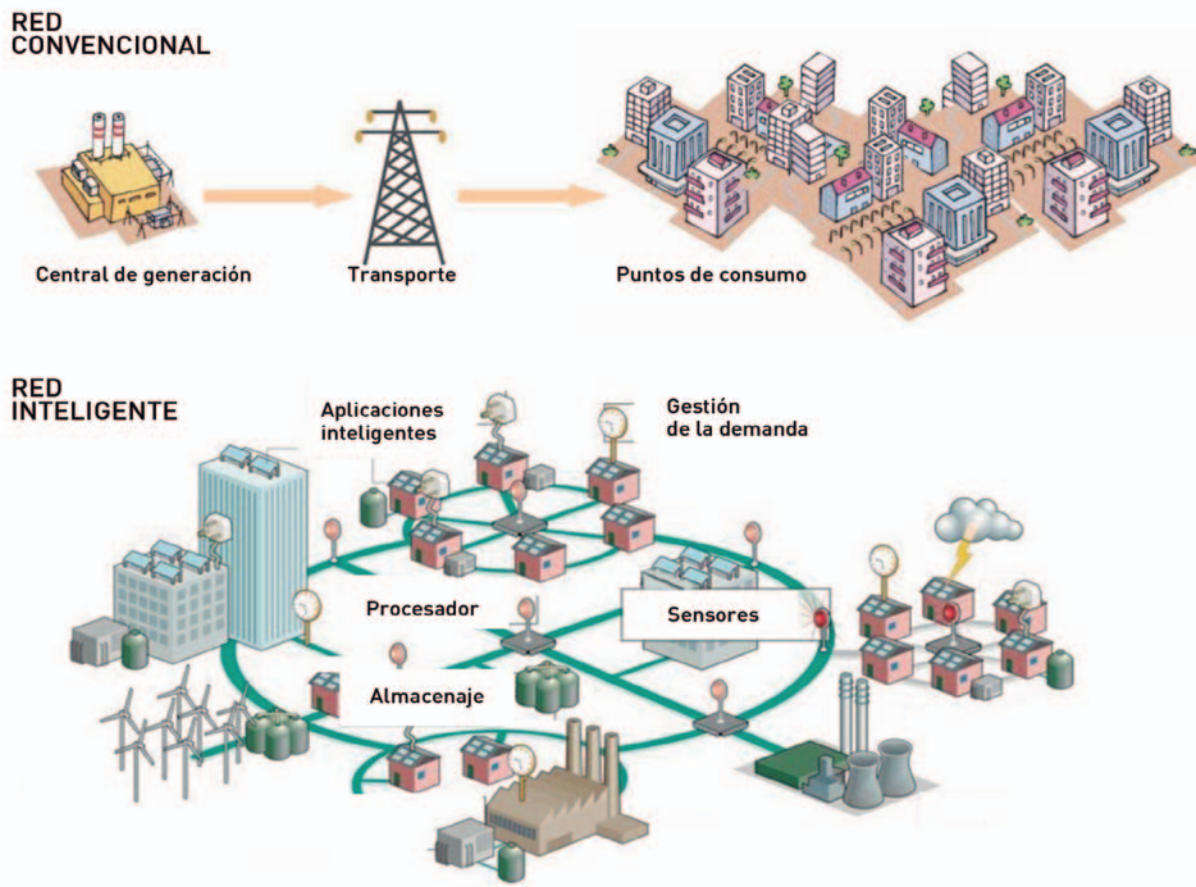 RED
CONVENCIONAL
Central de generación
Transporte
Puntos de consumo
RED
INTELIGENTE
Aplicaciones
inteligentes
Gestión
de la demanda
Procesador
Sensores
Almacenaje